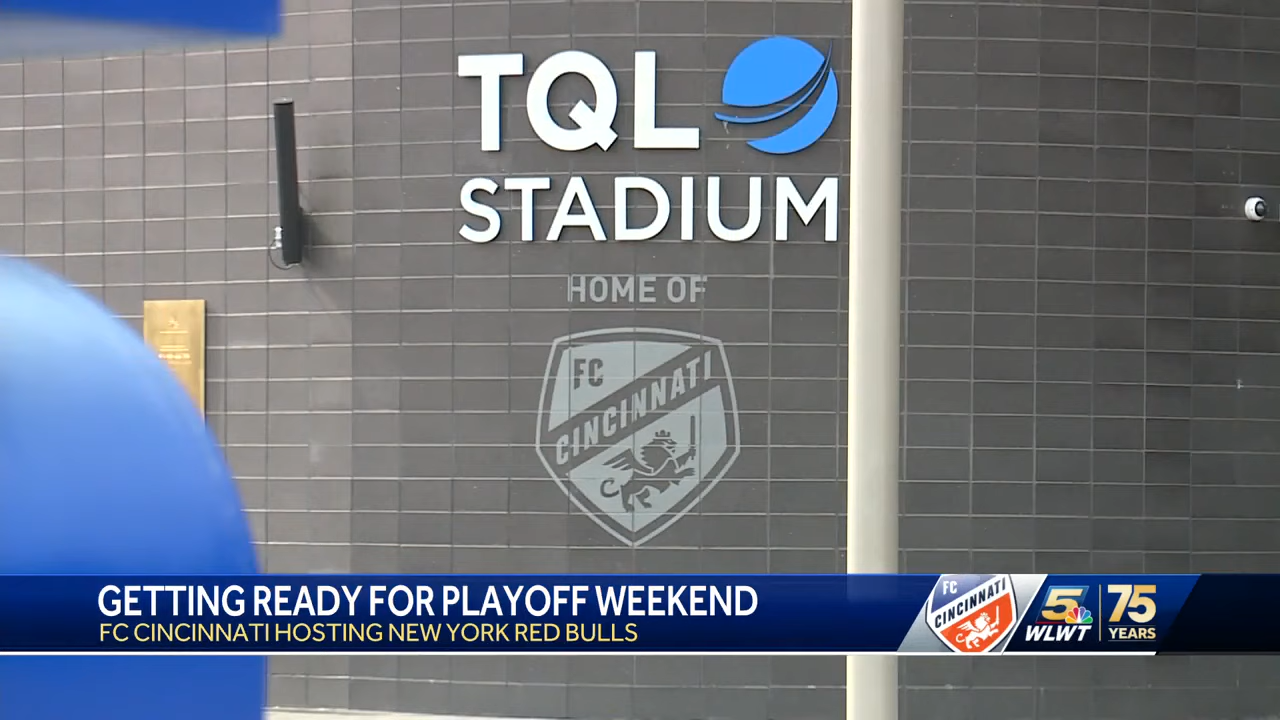 TQL
STADIUM
HOME OF
FC
CINCINNATI
GETTING READY FOR PLAYOFF WEEKEND
FC CINCINNATI HOSTING NEW YORK RED BULLS
FC
CINCINNATI
5
WLWT
75
YEARS